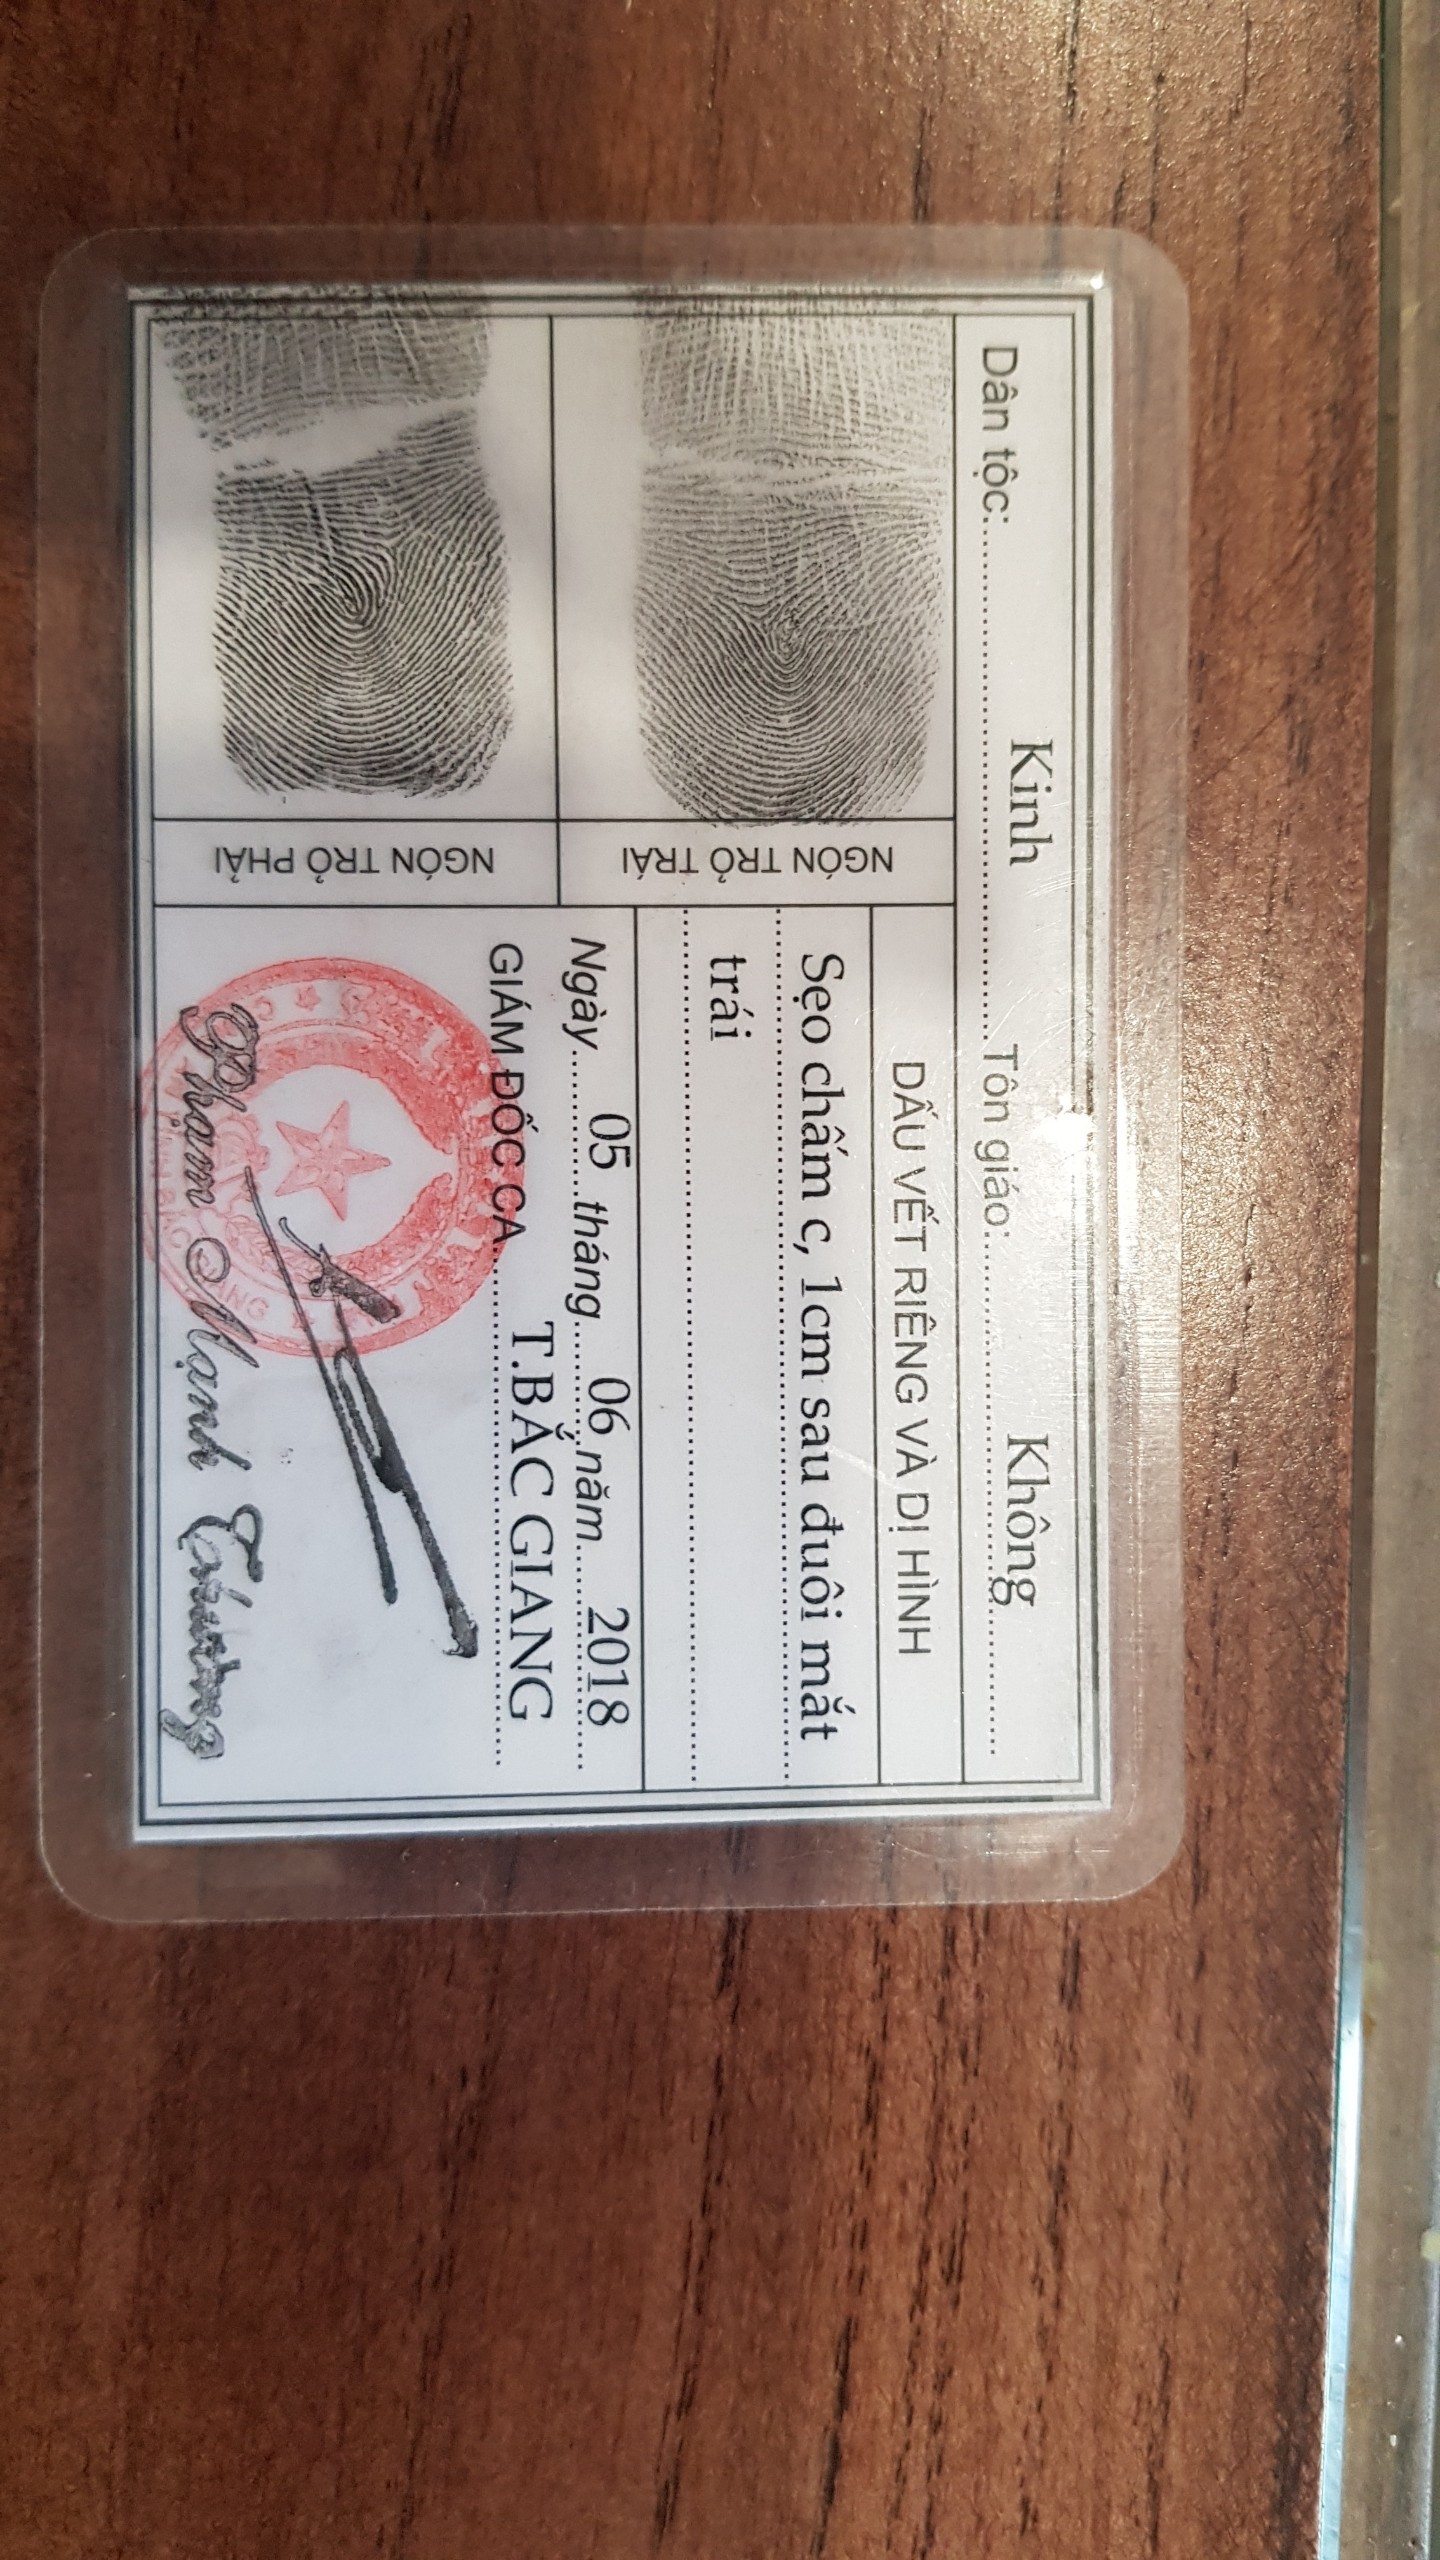 Dân tộc:..........Kinh..........Tôn giáo:..........Không..........
DẤU VẾT RIÊNG VÀ DỊ HÌNH
Sẹo chấm c, 1cm sau đuôi mắt
trái
NGÓN TRỎ TRÁI
NGÓN TRỎ PHẢI
Ngày 05 tháng 06 năm 2018
GIÁM ĐỐC CA T.BẮC GIANG
Phạm Mạnh Cường